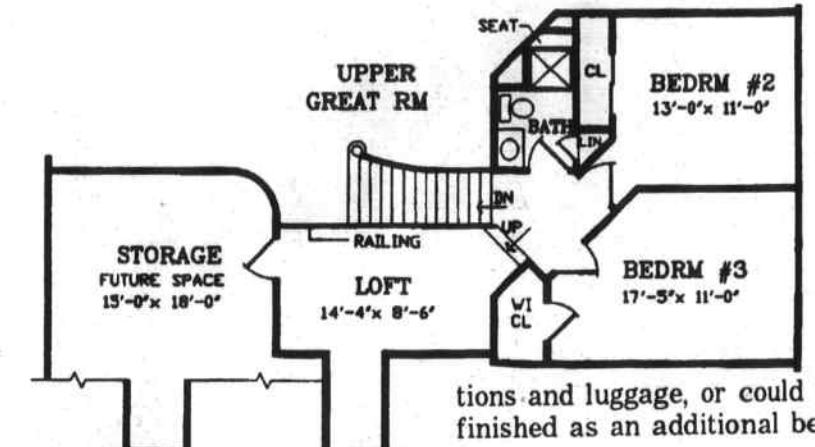 SEAT
UPPER
GREAT RM
CL
BEDRM #2
13'-0"x 11'-0"
BATH
LIN
DN
UP
RAILING
STORAGE
FUTURE SPACE
15'-0"x 18'-0"
LOFT
14'-4"x 8'-6"
WI
CL
BEDRM #3
17'-5"x 11'-0"
tions and luggage, or could
finished as an additional be